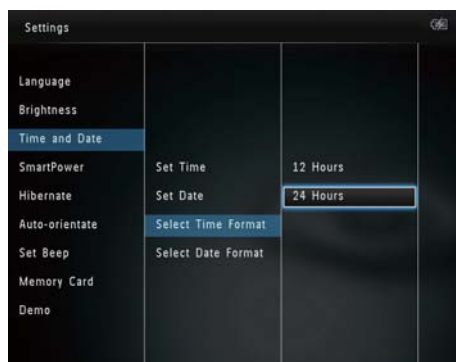 Settings
Language
Brightness
Time and Date
SmartPower
Hibernate
Auto-orientate
Set Beep
Memory Card
Demo
Set Time
Set Date
Select Time Format
Select Date Format
12 Hours
24 Hours